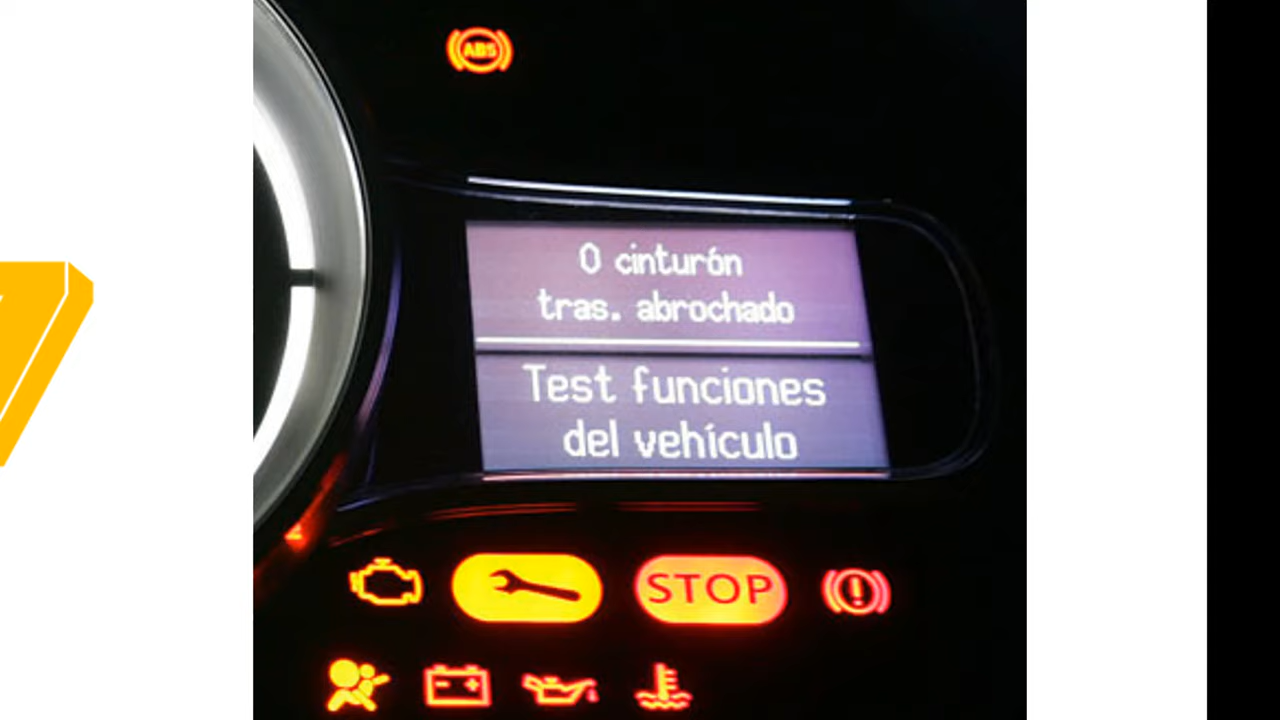 ABS
0 cinturón
tras. abrochado
Test funciones
del vehículo
STOP